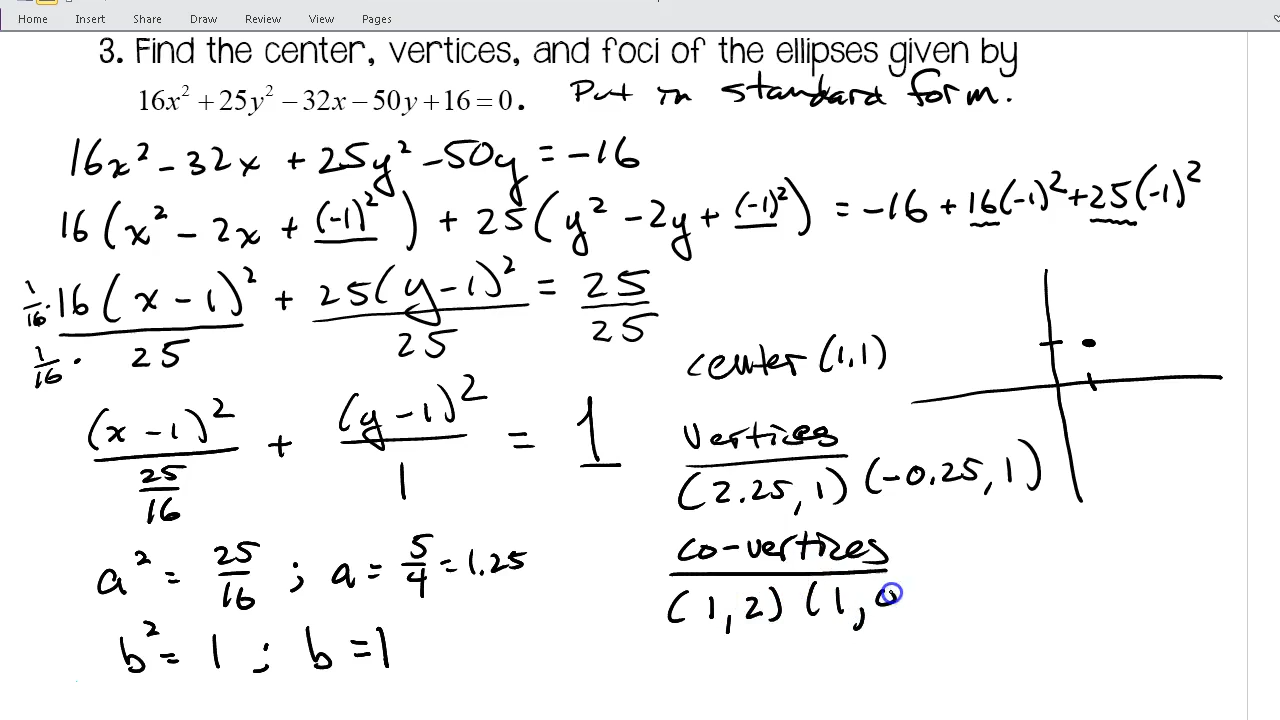 Home Insert Share Draw Review View Pages
3. Find the center, vertices, and foci of the ellipses given by
16x² + 25y² − 32x − 50y + 16 = 0. Put in standard form.
16x² − 32x + 25y² − 50y = −16
16(x² − 2x + (−1)²) + 25(y² − 2y + (−1)²) = −16 + 16(−1)² + 25(−1)²
1/16 · 16(x − 1)² / 1/16 · 25 + 25(y − 1)² / 25 = 25/25
center (1,1)
(x − 1)² / 25/16 + (y − 1)² / 1 = 1
vertices
(2.25, 1) (−0.25, 1)
co-vertices
(1, 2) (1, 0
a² = 25/16 ; a = 5/4 = 1.25
b² = 1 ; b = 1